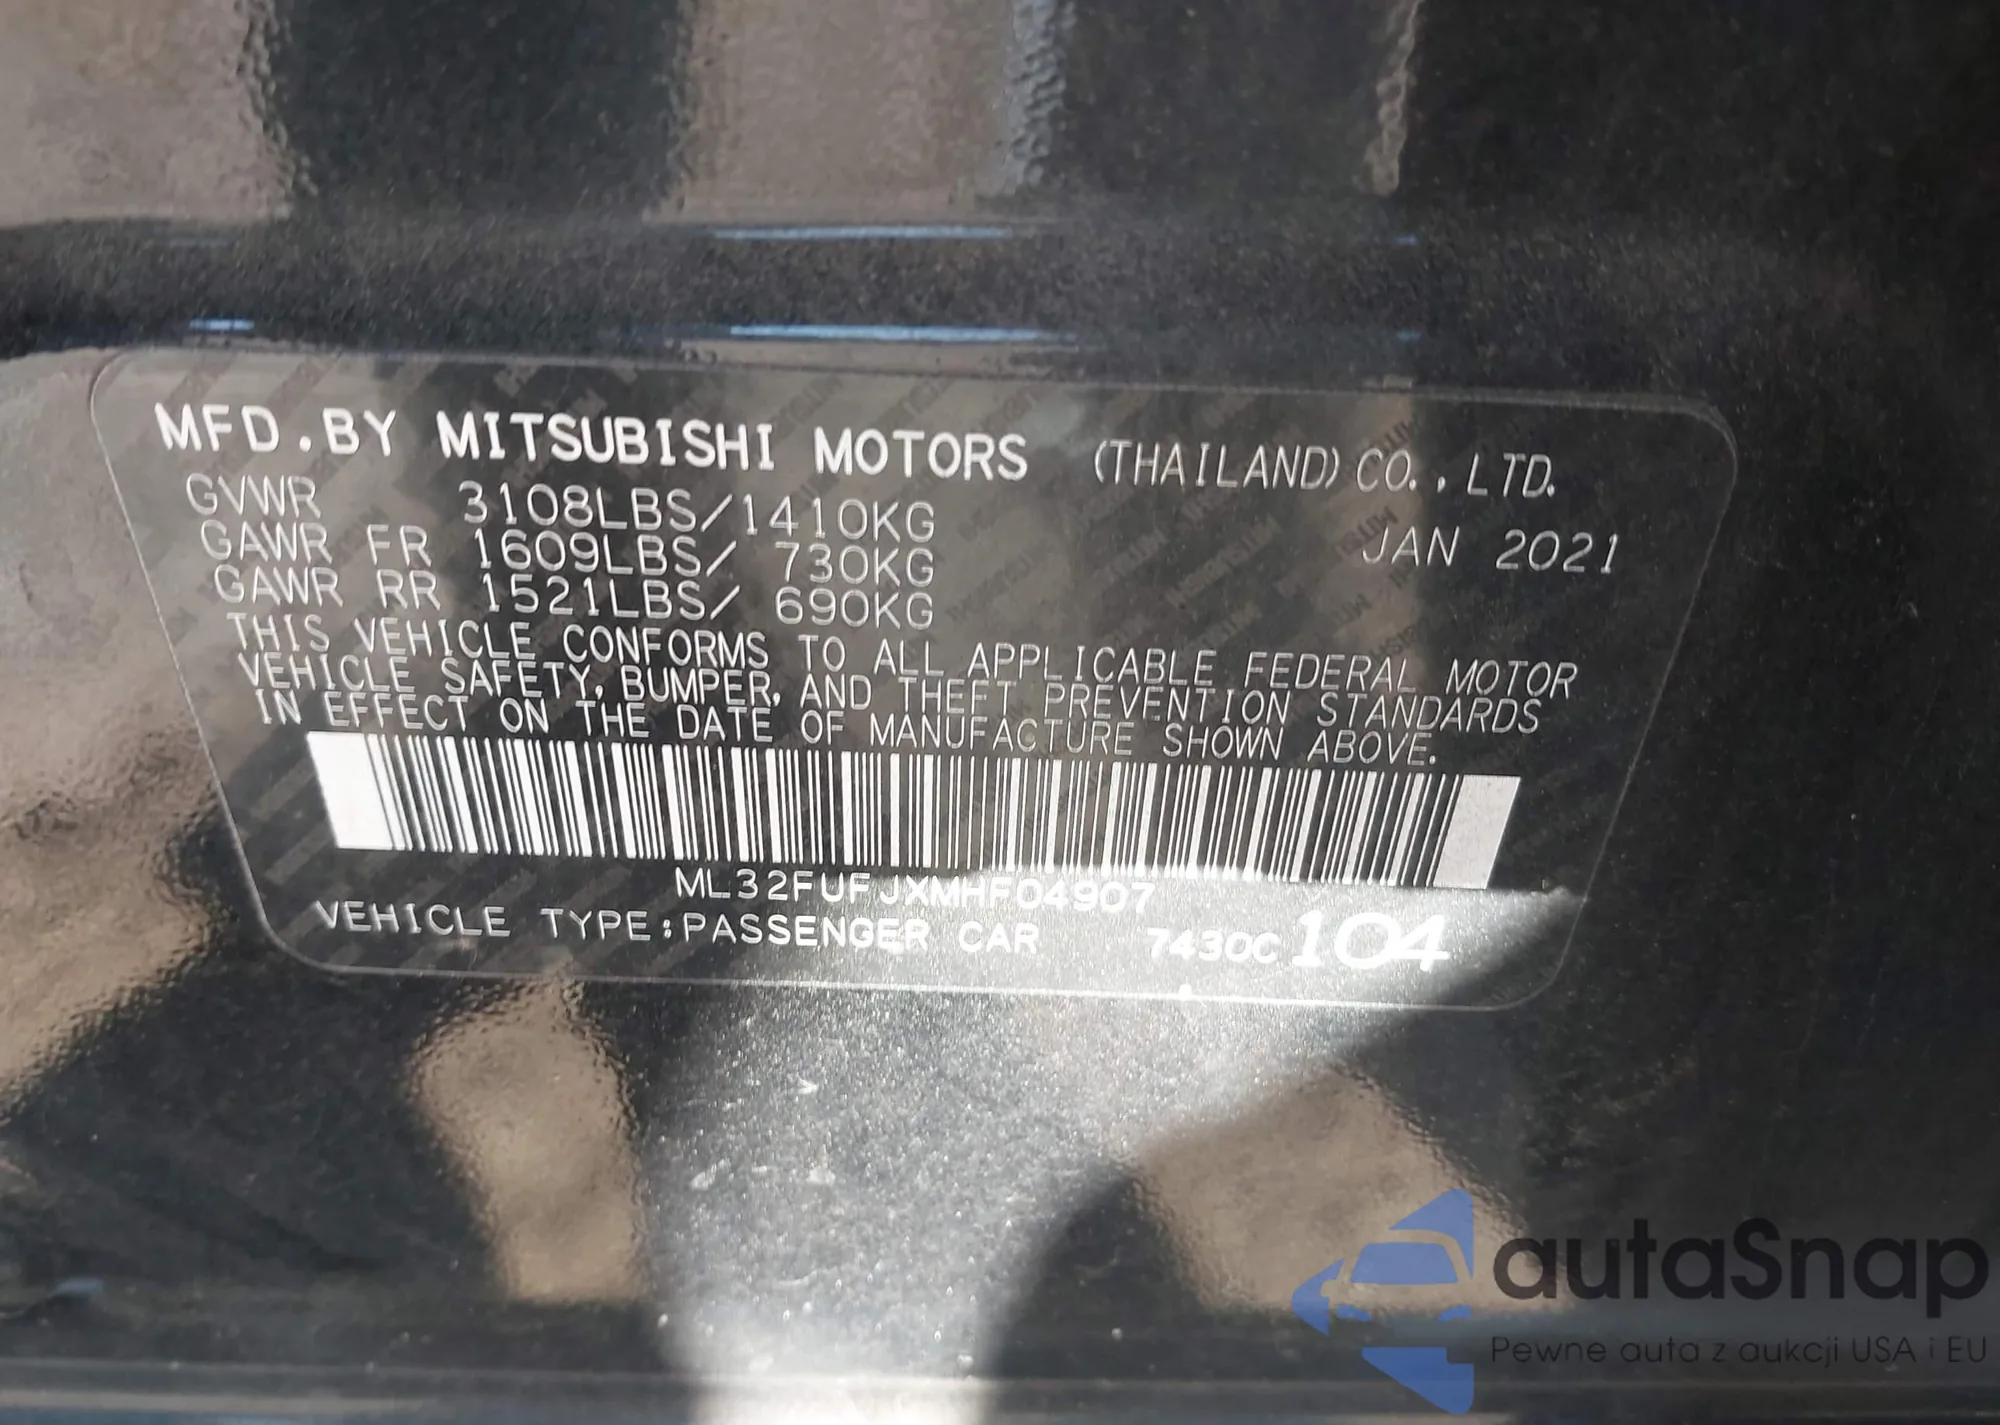 MFD.BY MITSUBISHI MOTORS (THAILAND) CO.,LTD.
GVWR 3108LBS/1410KG JAN 2021
GAWR FR 1609LBS/ 730KG
GAWR RR 1521LBS/ 690KG
THIS VEHICLE CONFORMS TO ALL APPLICABLE FEDERAL MOTOR
VEHICLE SAFETY, BUMPER, AND THEFT PREVENTION STANDARDS
IN EFFECT ON THE DATE OF MANUFACTURE SHOWN ABOVE.
ML32FUFJXMHF04907
VEHICLE TYPE:PASSENGER CAR 7430C 104
autaSnap
Pewne auta z aukcji USA i EU